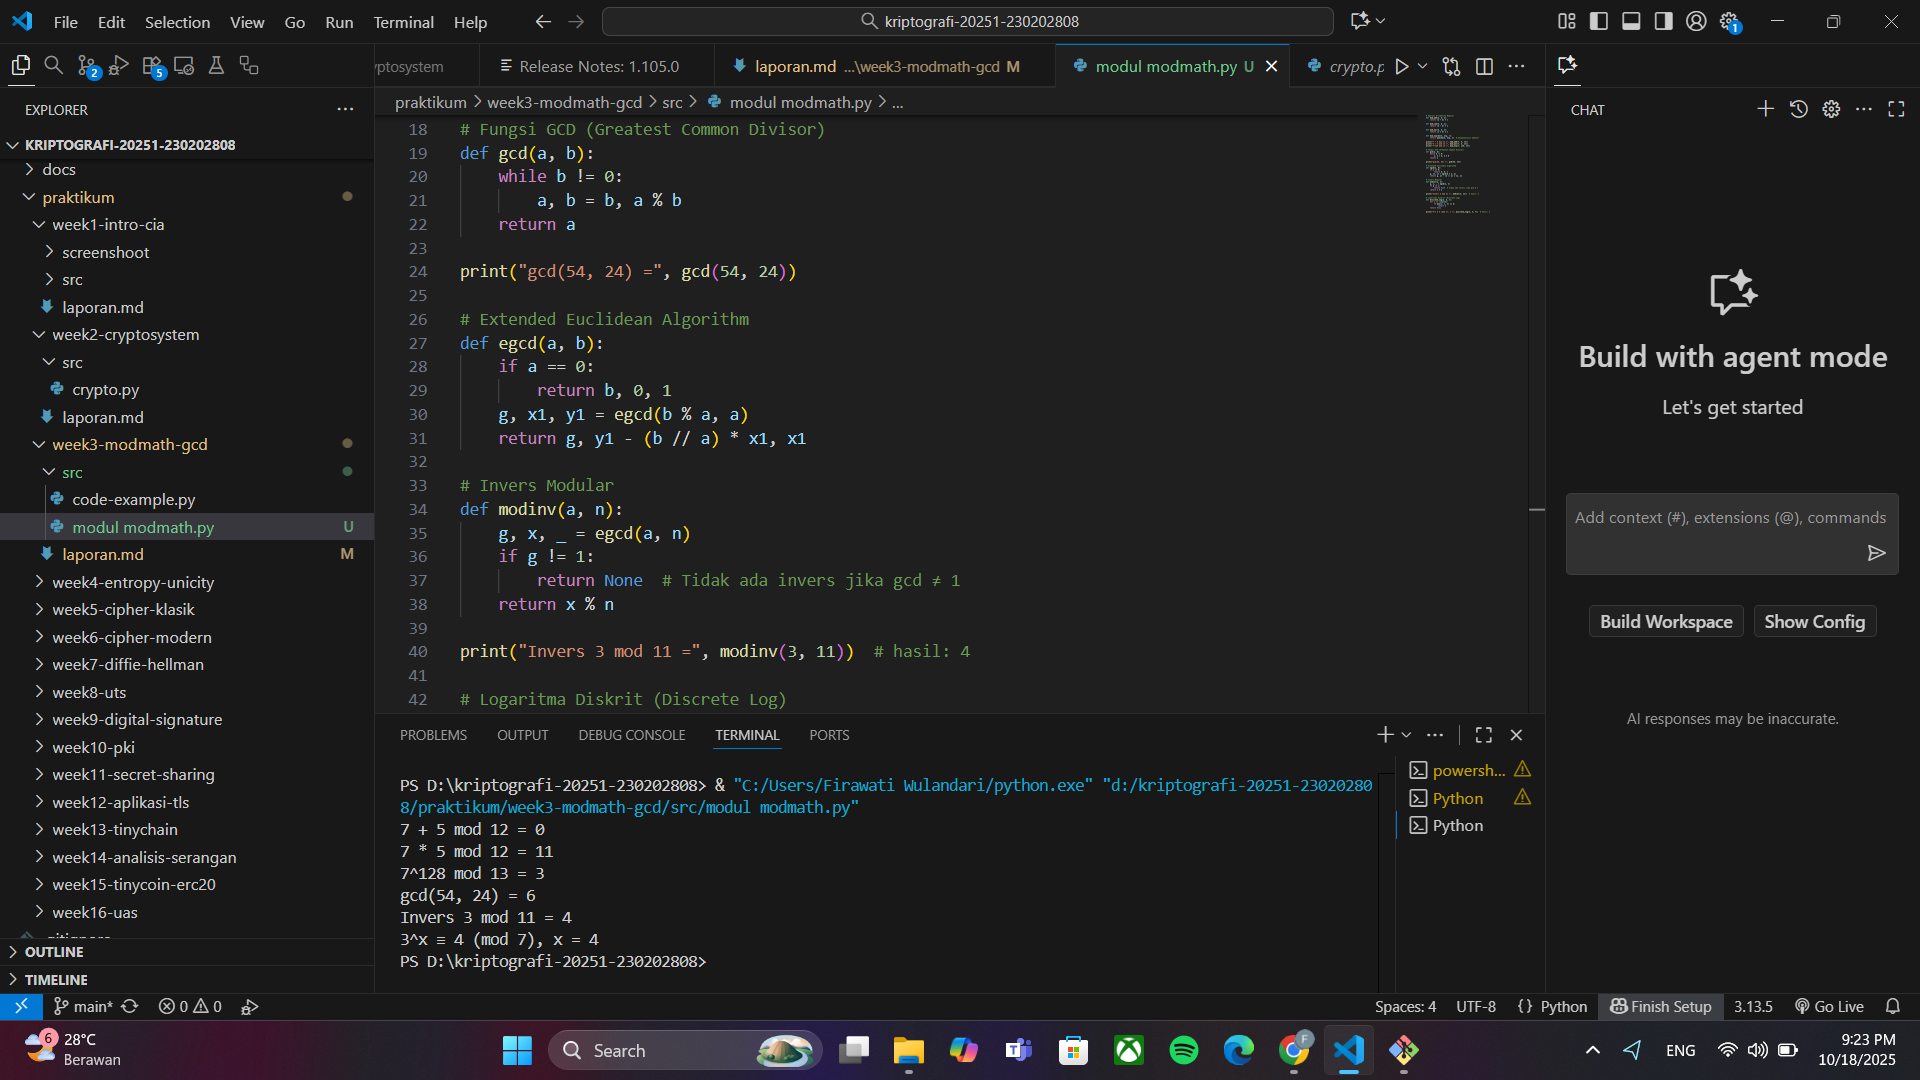 File Edit Selection View Go Run Terminal Help
kriptografi-20251-230202808
1
2
5
Release Notes: 1.105.0
laporan.md ...\week3-modmath-gcd M
modul modmath.py U
EXPLORER
praktikum > week3-modmath-gcd > src > modul modmath.py > ...
KRIPTOGRAFI-20251-230202808
docs
praktikum
week1-intro-cia
screenshoot
src
laporan.md
week2-cryptosystem
src
crypto.py
laporan.md
week3-modmath-gcd
src
code-example.py
modul modmath.py U
laporan.md M
week4-entropy-unicity
week5-cipher-klasik
week6-cipher-modern
week7-diffie-hellman
week8-uts
week9-digital-signature
week10-pki
week11-secret-sharing
week12-aplikasi-tls
week13-tinychain
week14-analisis-serangan
week15-tinycoin-erc20
week16-uas
OUTLINE
TIMELINE
18 # Fungsi GCD (Greatest Common Divisor)
19 def gcd(a, b):
20 while b != 0:
21 a, b = b, a % b
22 return a
23
24 print("gcd(54, 24) =", gcd(54, 24))
25
26 # Extended Euclidean Algorithm
27 def egcd(a, b):
28 if a == 0:
29 return b, 0, 1
30 g, x1, y1 = egcd(b % a, a)
31 return g, y1 - (b // a) * x1, x1
32
33 # Invers Modular
34 def modinv(a, n):
35 g, x, _ = egcd(a, n)
36 if g != 1:
37 return None # Tidak ada invers jika gcd ≠ 1
38 return x % n
39
40 print("Invers 3 mod 11 =", modinv(3, 11)) # hasil: 4
41
42 # Logaritma Diskrit (Discrete Log)
PROBLEMS OUTPUT DEBUG CONSOLE TERMINAL PORTS
PS D:\kriptografi-20251-230202808> & "C:/Users/Firawati Wulandari/python.exe" "d:/kriptografi-20251-23020280
8/praktikum/week3-modmath-gcd/src/modul modmath.py"
7 + 5 mod 12 = 0
7 * 5 mod 12 = 11
7^128 mod 13 = 3
gcd(54, 24) = 6
Invers 3 mod 11 = 4
3^x ≡ 4 (mod 7), x = 4
PS D:\kriptografi-20251-230202808>
powersh...
Python
Python
CHAT
Build with agent mode
Let's get started
Add context (#), extensions (@), commands
Build Workspace Show Config
AI responses may be inaccurate.
main* 0 0
Spaces: 4 UTF-8 {} Python Finish Setup 3.13.5 Go Live
6
28°C
Berawan
Search
F
ENG
9:23 PM
10/18/2025